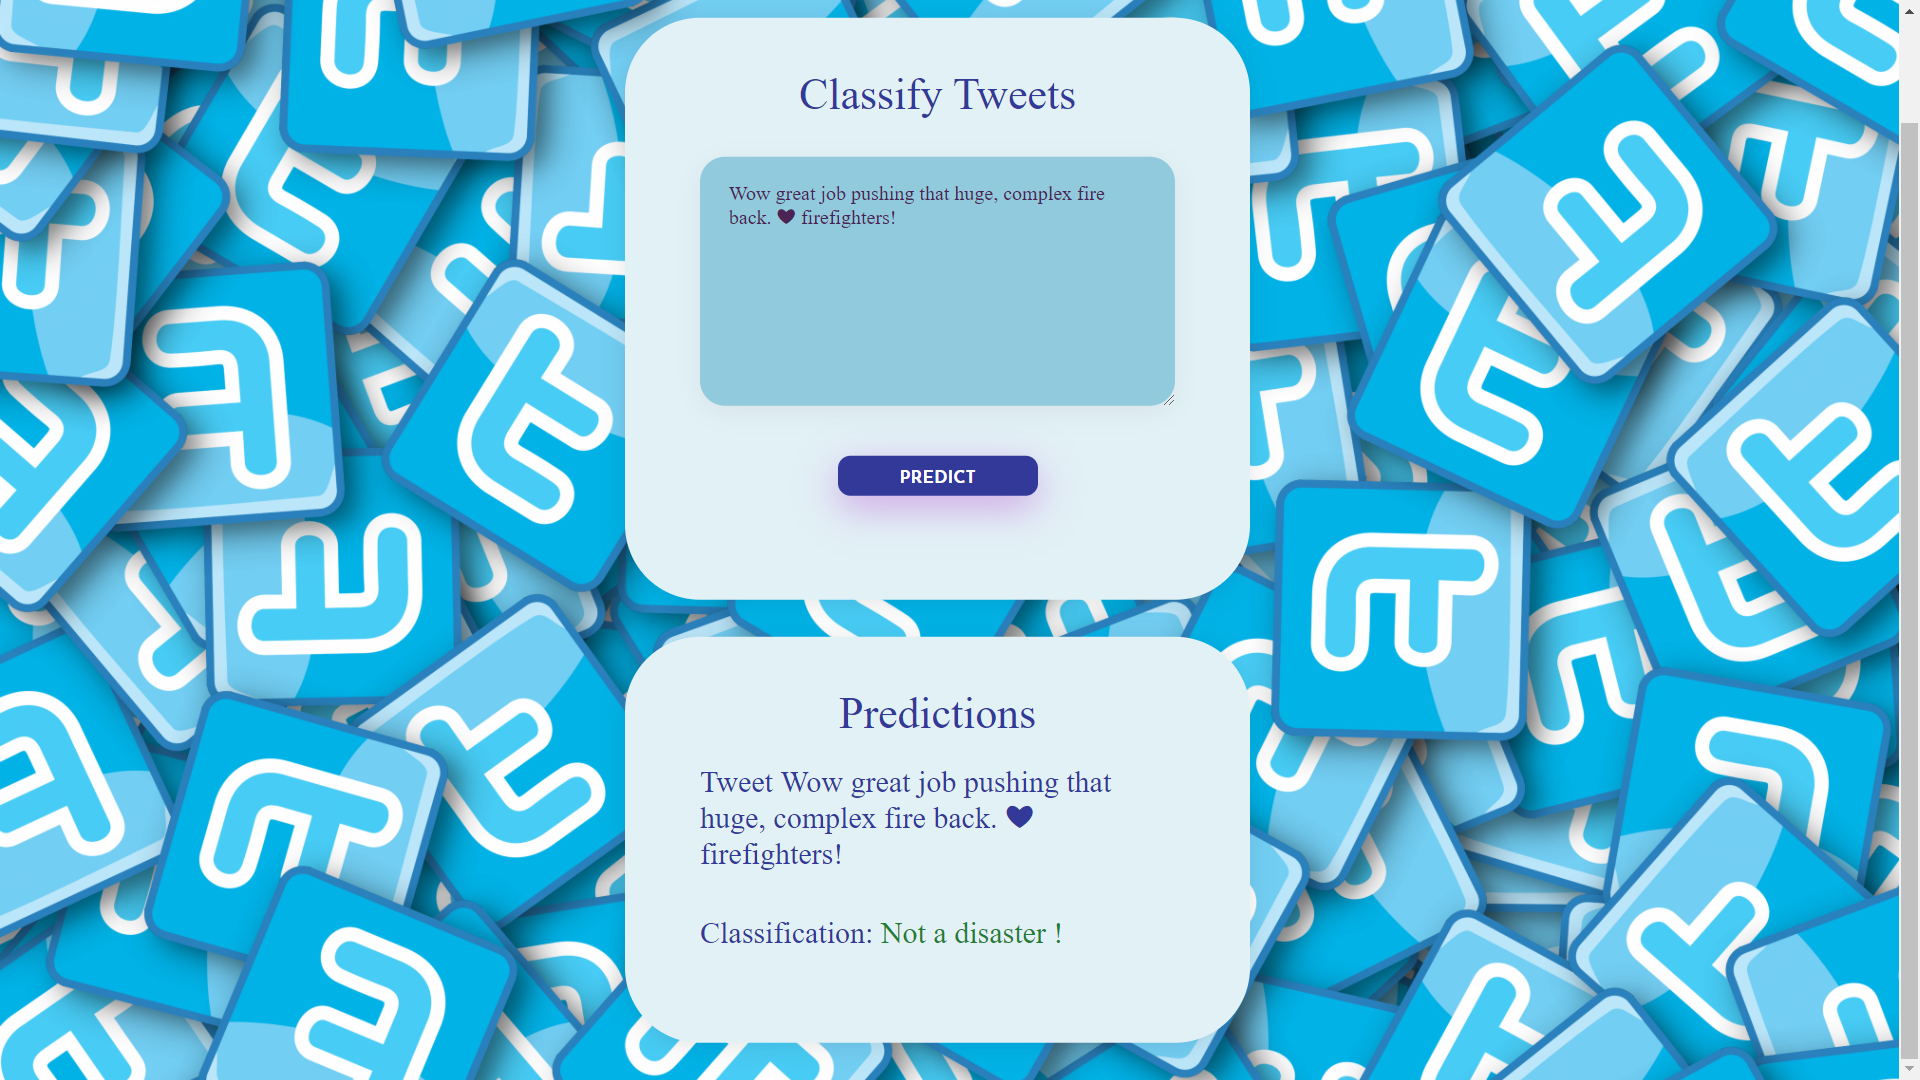 Classify Tweets
Wow great job pushing that huge, complex fire
back. ♥ firefighters!
PREDICT
Predictions
Tweet Wow great job pushing that
huge, complex fire back. ♥
firefighters!
Classification: Not a disaster !